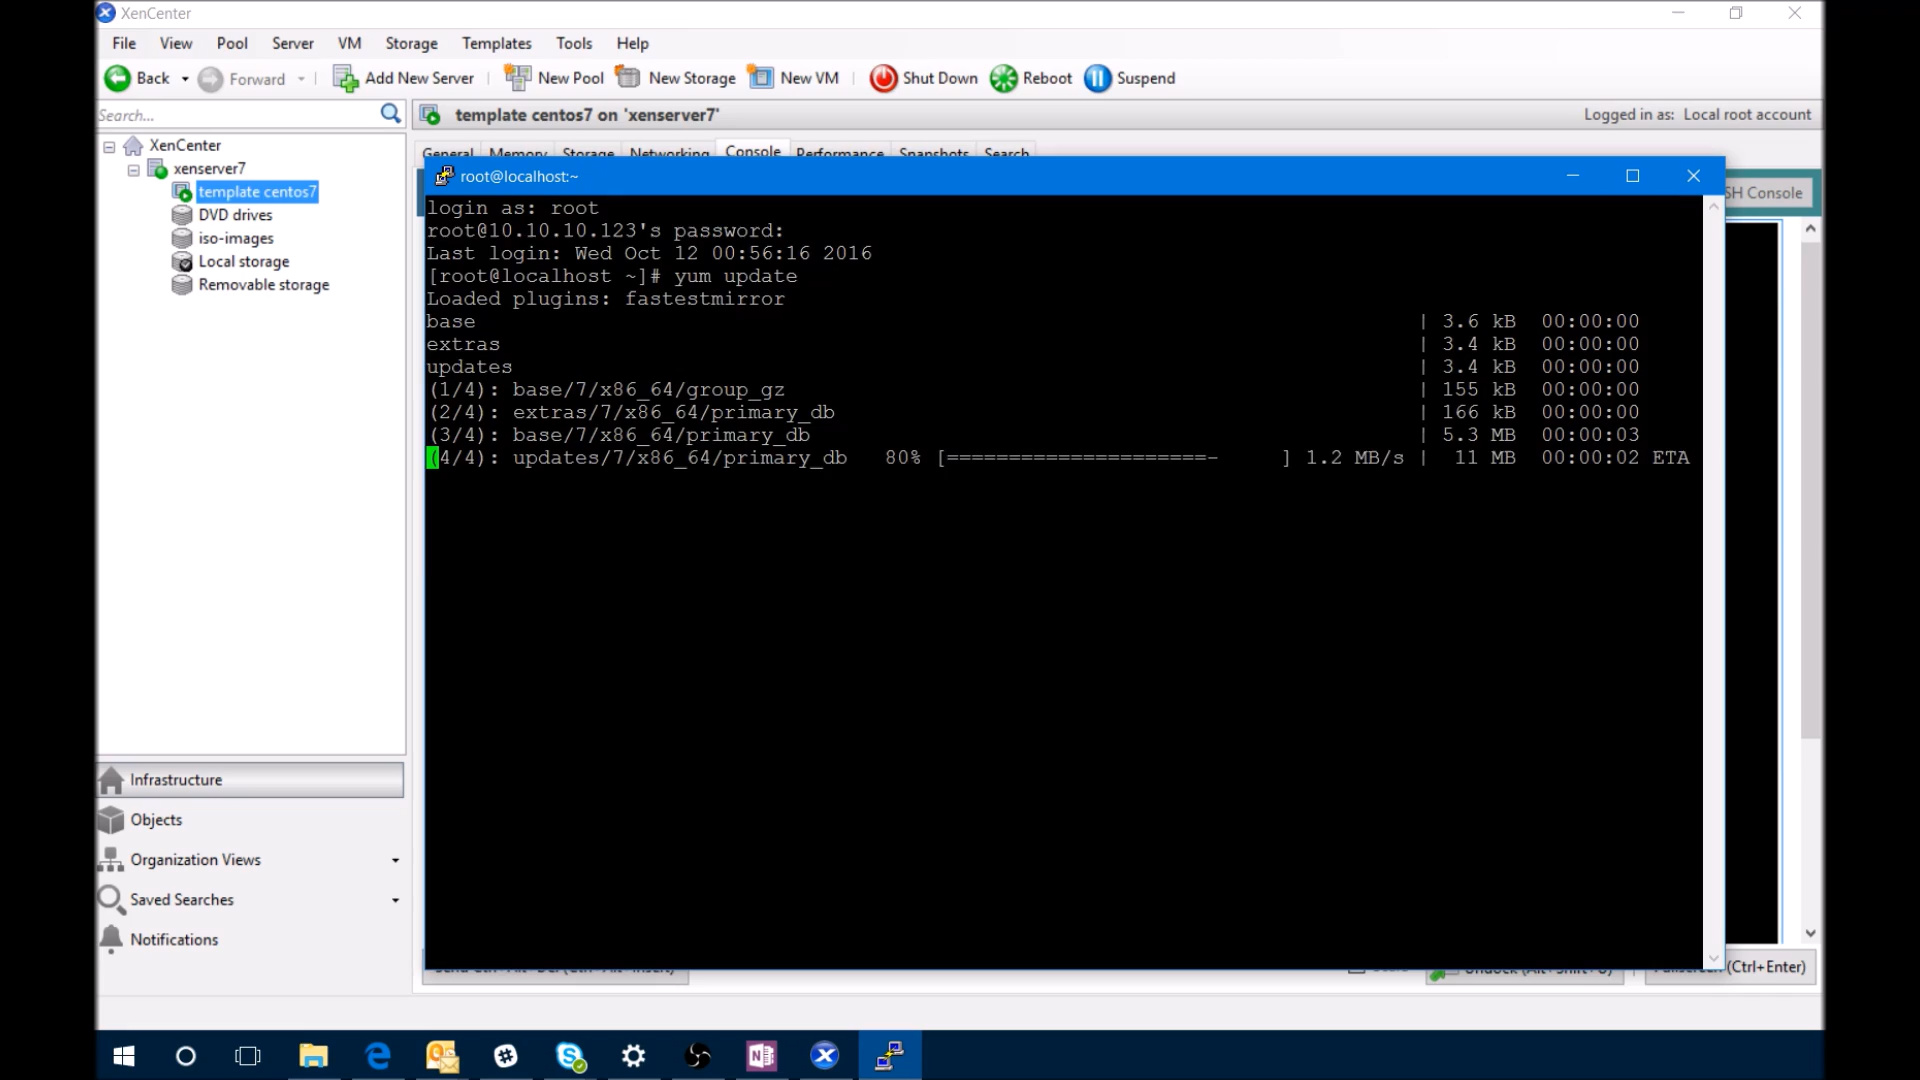 XenCenter
File View Pool Server VM Storage Templates Tools Help
Back Forward Add New Server New Pool New Storage New VM Shut Down Reboot Suspend
Search...
template centos7 on 'xenserver7'
Logged in as: Local root account
XenCenter
xenserver7
template centos7
DVD drives
iso-images
Local storage
Removable storage
General Memory Storage Networking Console Performance Snapshots Search
root@localhost:~
SH Console
login as: root
root@10.10.10.123's password:
Last login: Wed Oct 12 00:56:16 2016
[root@localhost ~]# yum update
Loaded plugins: fastestmirror
base | 3.6 kB 00:00:00
extras | 3.4 kB 00:00:00
updates | 3.4 kB 00:00:00
(1/4): base/7/x86_64/group_gz | 155 kB 00:00:00
(2/4): extras/7/x86_64/primary_db | 166 kB 00:00:00
(3/4): base/7/x86_64/primary_db | 5.3 MB 00:00:03
(4/4): updates/7/x86_64/primary_db 80% [=====================- ] 1.2 MB/s | 11 MB 00:00:02 ETA
Infrastructure
Objects
Organization Views
Saved Searches
Notifications
(Ctrl+Enter)